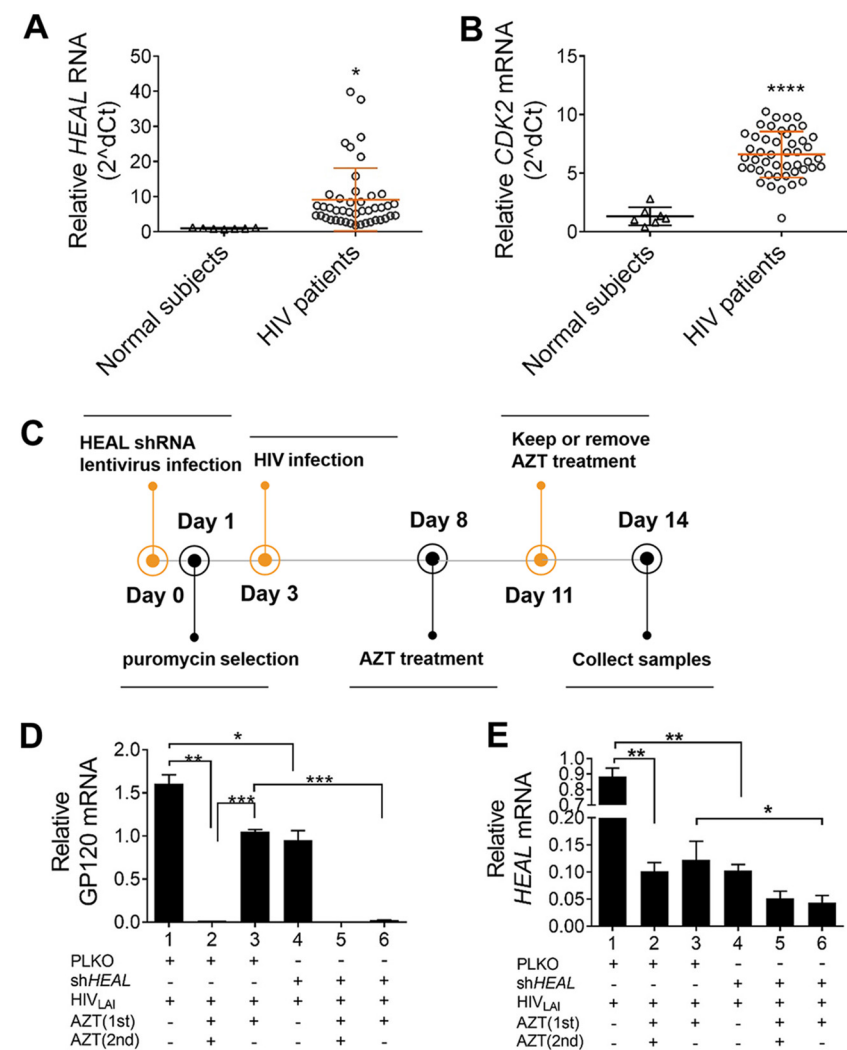 A
Relative HEAL RNA
(2^dCt)
50
40
30
20
10
0
*
Normal subjects
HIV patients
B
Relative CDK2 mRNA
(2^dCt)
15
10
5
0
****
Normal subjects
HIV patients
C
HEAL shRNA
lentivirus infection
HIV infection
Keep or remove
AZT treatment
Day 1
Day 8
Day 14
Day 0
Day 3
Day 11
puromycin selection
AZT treatment
Collect samples
D
Relative
GP120 mRNA
2.0
1.5
1.0
0.5
0.0
*
**
***
***
1 2 3 4 5 6
PLKO + + + - - -
shHEAL - - - + + +
HIVLAI + + + + + +
AZT(1st) - + + - + +
AZT(2nd) - + - - + -
E
Relative
HEAL mRNA
1.0
0.9
0.8
0.7
0.20
0.15
0.10
0.05
0.00
**
**
*
1 2 3 4 5 6
PLKO + + + - - -
shHEAL - - - + + +
HIVLAI + + + + + +
AZT(1st) - + + - + +
AZT(2nd) - + - - + -